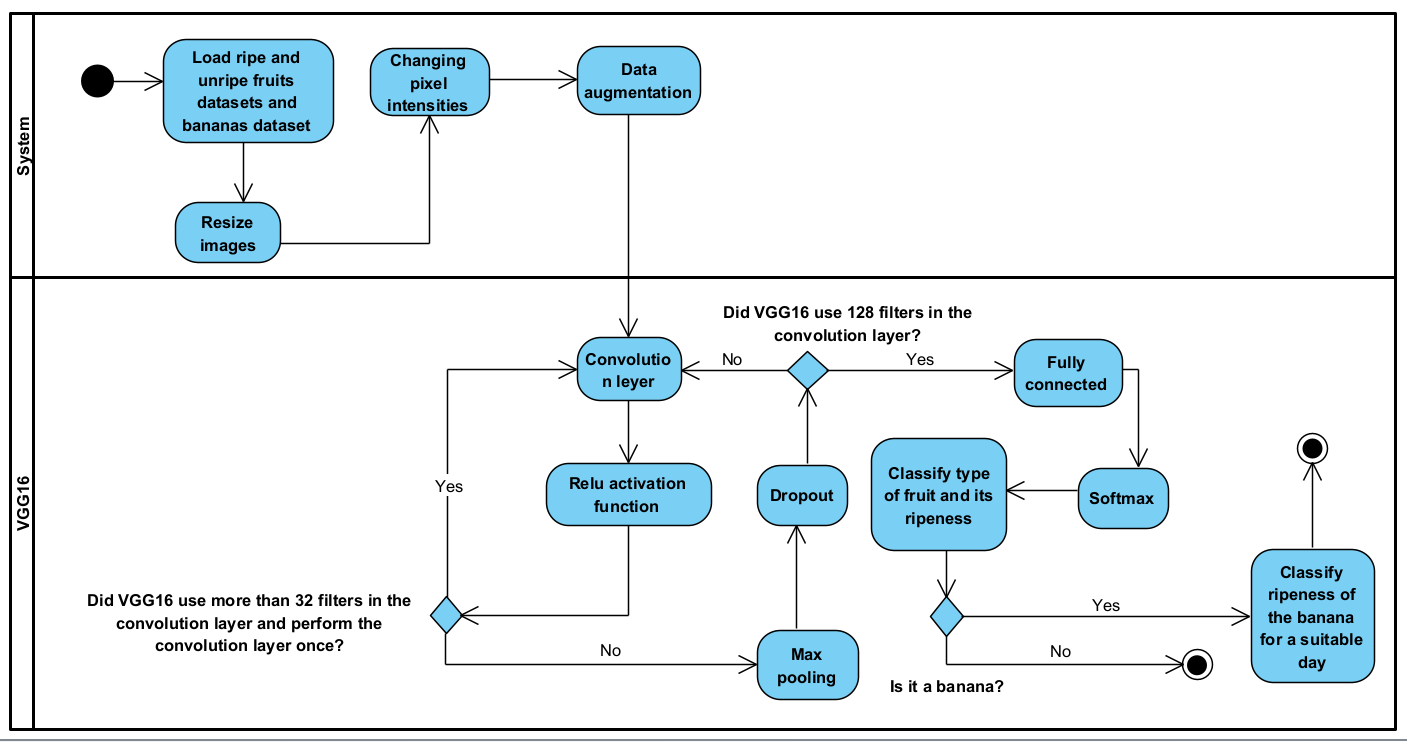 System
Load ripe and
unripe fruits
datasets and
bananas dataset
Resize
images
Changing
pixel
intensities
Data
augmentation
VGG16
Did VGG16 use 128 filters in the
convolution layer?
No
Yes
Convolutio
n leyer
Fully
connected
Yes
Relu activation
function
Dropout
Classify type
of fruit and its
ripeness
Softmax
Did VGG16 use more than 32 filters in the
convolution layer and perform the
convolution layer once?
No
Max
pooling
Yes
No
Is it a banana?
Classify
ripeness of
the banana
for a suitable
day